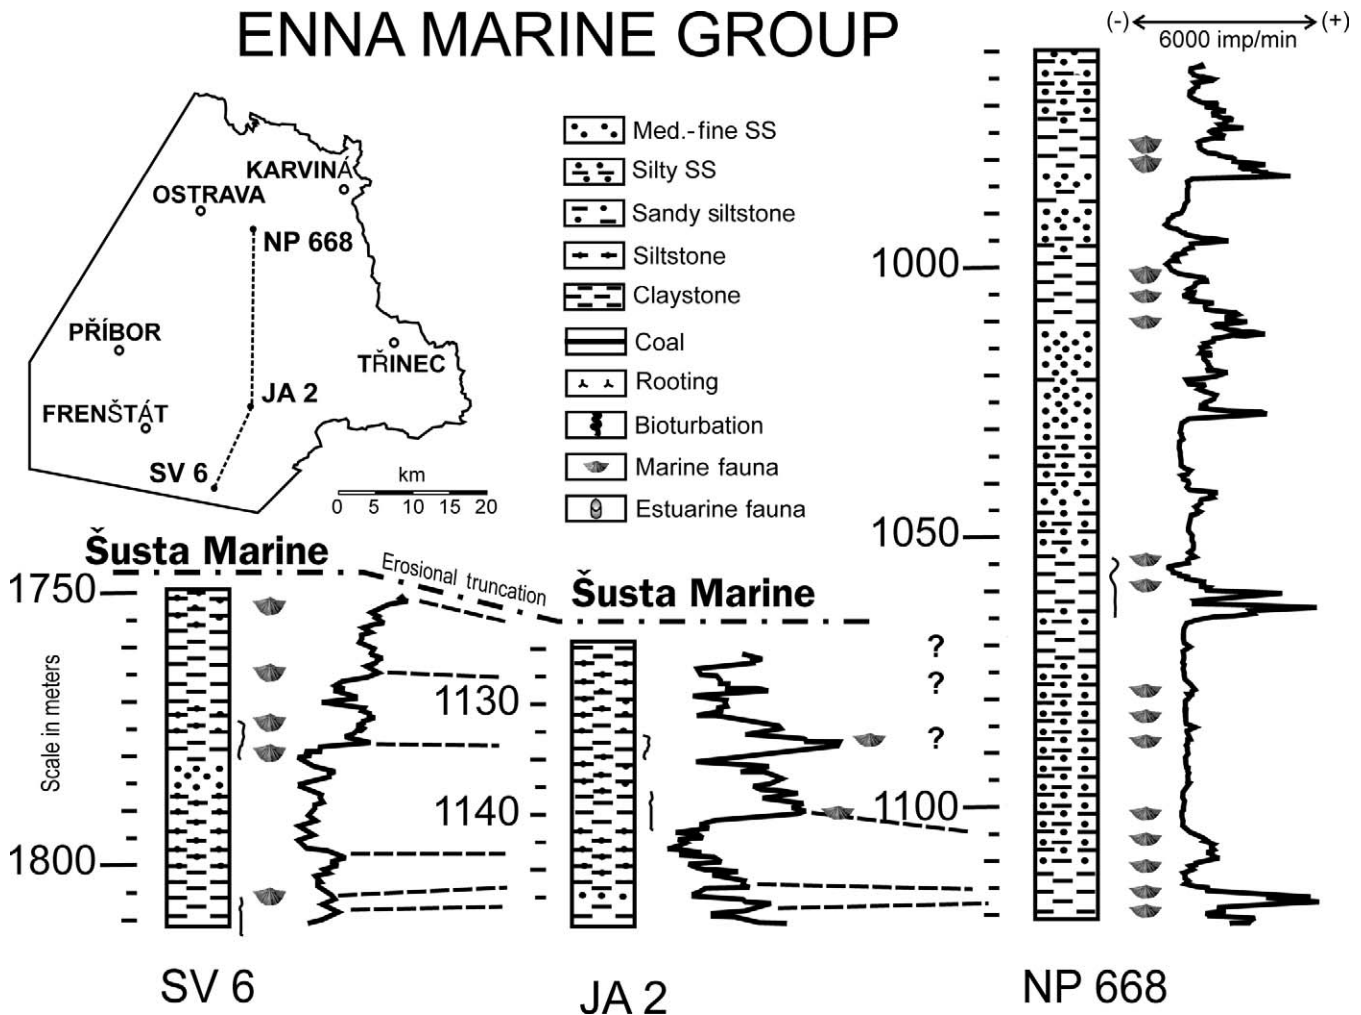 ENNA MARINE GROUP
(-) (+)
6000 imp/min
KARVINÁ
OSTRAVA
NP 668
PŘÍBOR
TŘINEC
JA 2
FRENŠTÁT
SV 6
km
0 5 10 15 20
Med.-fine SS
Silty SS
Sandy siltstone
Siltstone
Claystone
Coal
Rooting
Bioturbation
Marine fauna
Estuarine fauna
1000
1050
1100
Šusta Marine
Erosional truncation
Šusta Marine
1750
1800
Scale in meters
1130
1140
?
?
?
SV 6
JA 2
NP 668